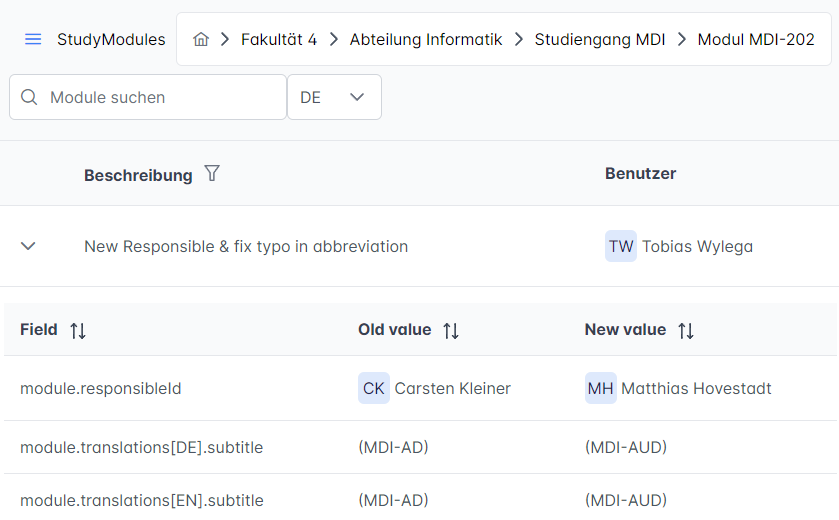 StudyModules Fakultät 4 Abteilung Informatik Studiengang MDI Modul MDI-202
Module suchen DE
Beschreibung Benutzer
New Responsible & fix typo in abbreviation TW Tobias Wylega
Field Old value New value
module.responsibleId CK Carsten Kleiner MH Matthias Hovestadt
module.translations[DE].subtitle (MDI-AD) (MDI-AUD)
module.translations[EN].subtitle (MDI-AD) (MDI-AUD)